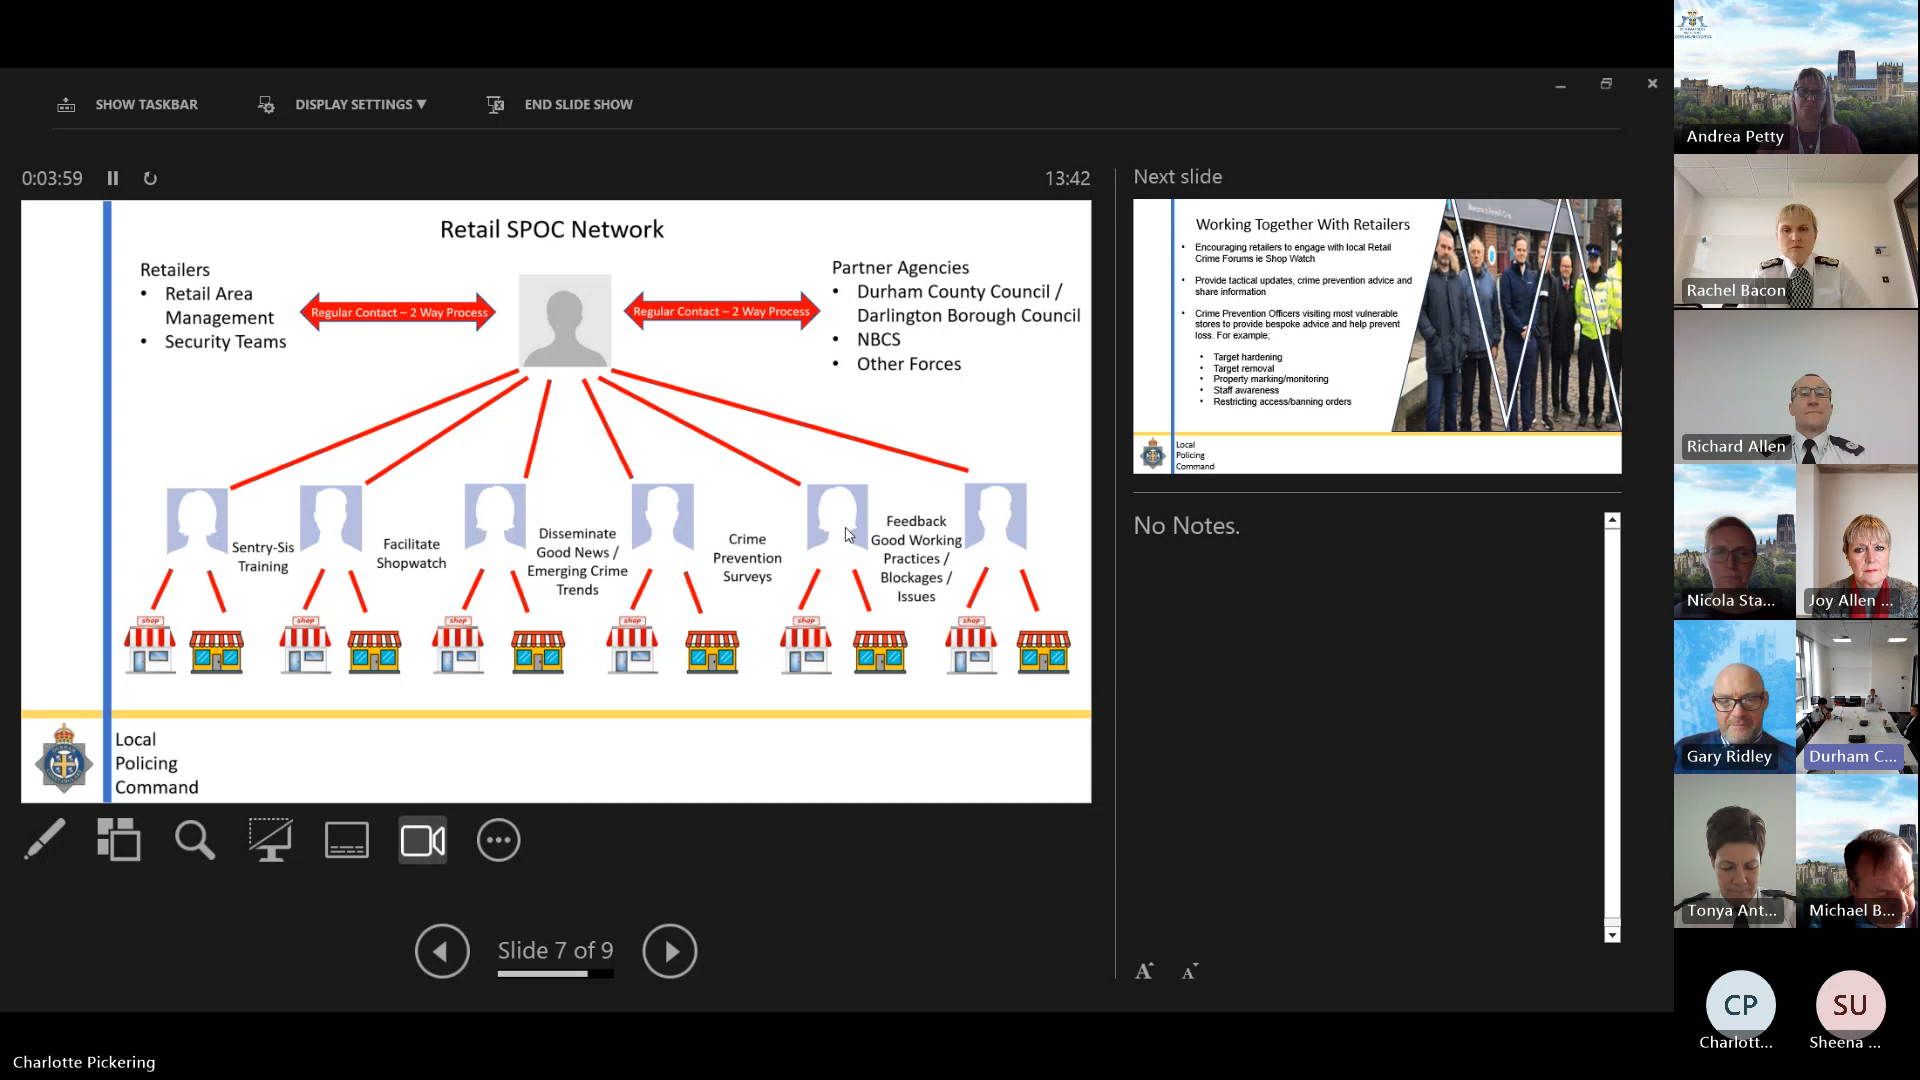 SHOW TASKBAR
DISPLAY SETTINGS ▼
END SLIDE SHOW
0:03:59
13:42
Retail SPOC Network
Retailers
• Retail Area
Management
• Security Teams
Regular Contact – 2 Way Process
Regular Contact – 2 Way Process
Partner Agencies
• Durham County Council /
Darlington Borough Council
• NBCS
• Other Forces
Sentry-Sis
Training
Facilitate
Shopwatch
Disseminate
Good News /
Emerging Crime
Trends
Crime
Prevention
Surveys
Feedback
Good Working
Practices /
Blockages /
Issues
shop
shop
shop
shop
shop
shop
Local
Policing
Command
Slide 7 of 9
Next slide
Working Together With Retailers
• Encouraging retailers to engage with local Retail
Crime Forums ie Shop Watch
• Provide tactical updates, crime prevention advice and
share information
• Crime Prevention Officers visiting most vulnerable
stores to provide bespoke advice and help prevent
loss. For example;
• Target hardening
• Target removal
• Property marking/monitoring
• Staff awareness
• Restricting access/banning orders
Local
Policing
Command
No Notes.
A A
Andrea Petty
Rachel Bacon
Richard Allen
Nicola Sta...
Joy Allen ...
Gary Ridley
Durham C...
Tonya Ant...
Michael B...
CP
Charlott...
SU
Sheena ...
Charlotte Pickering